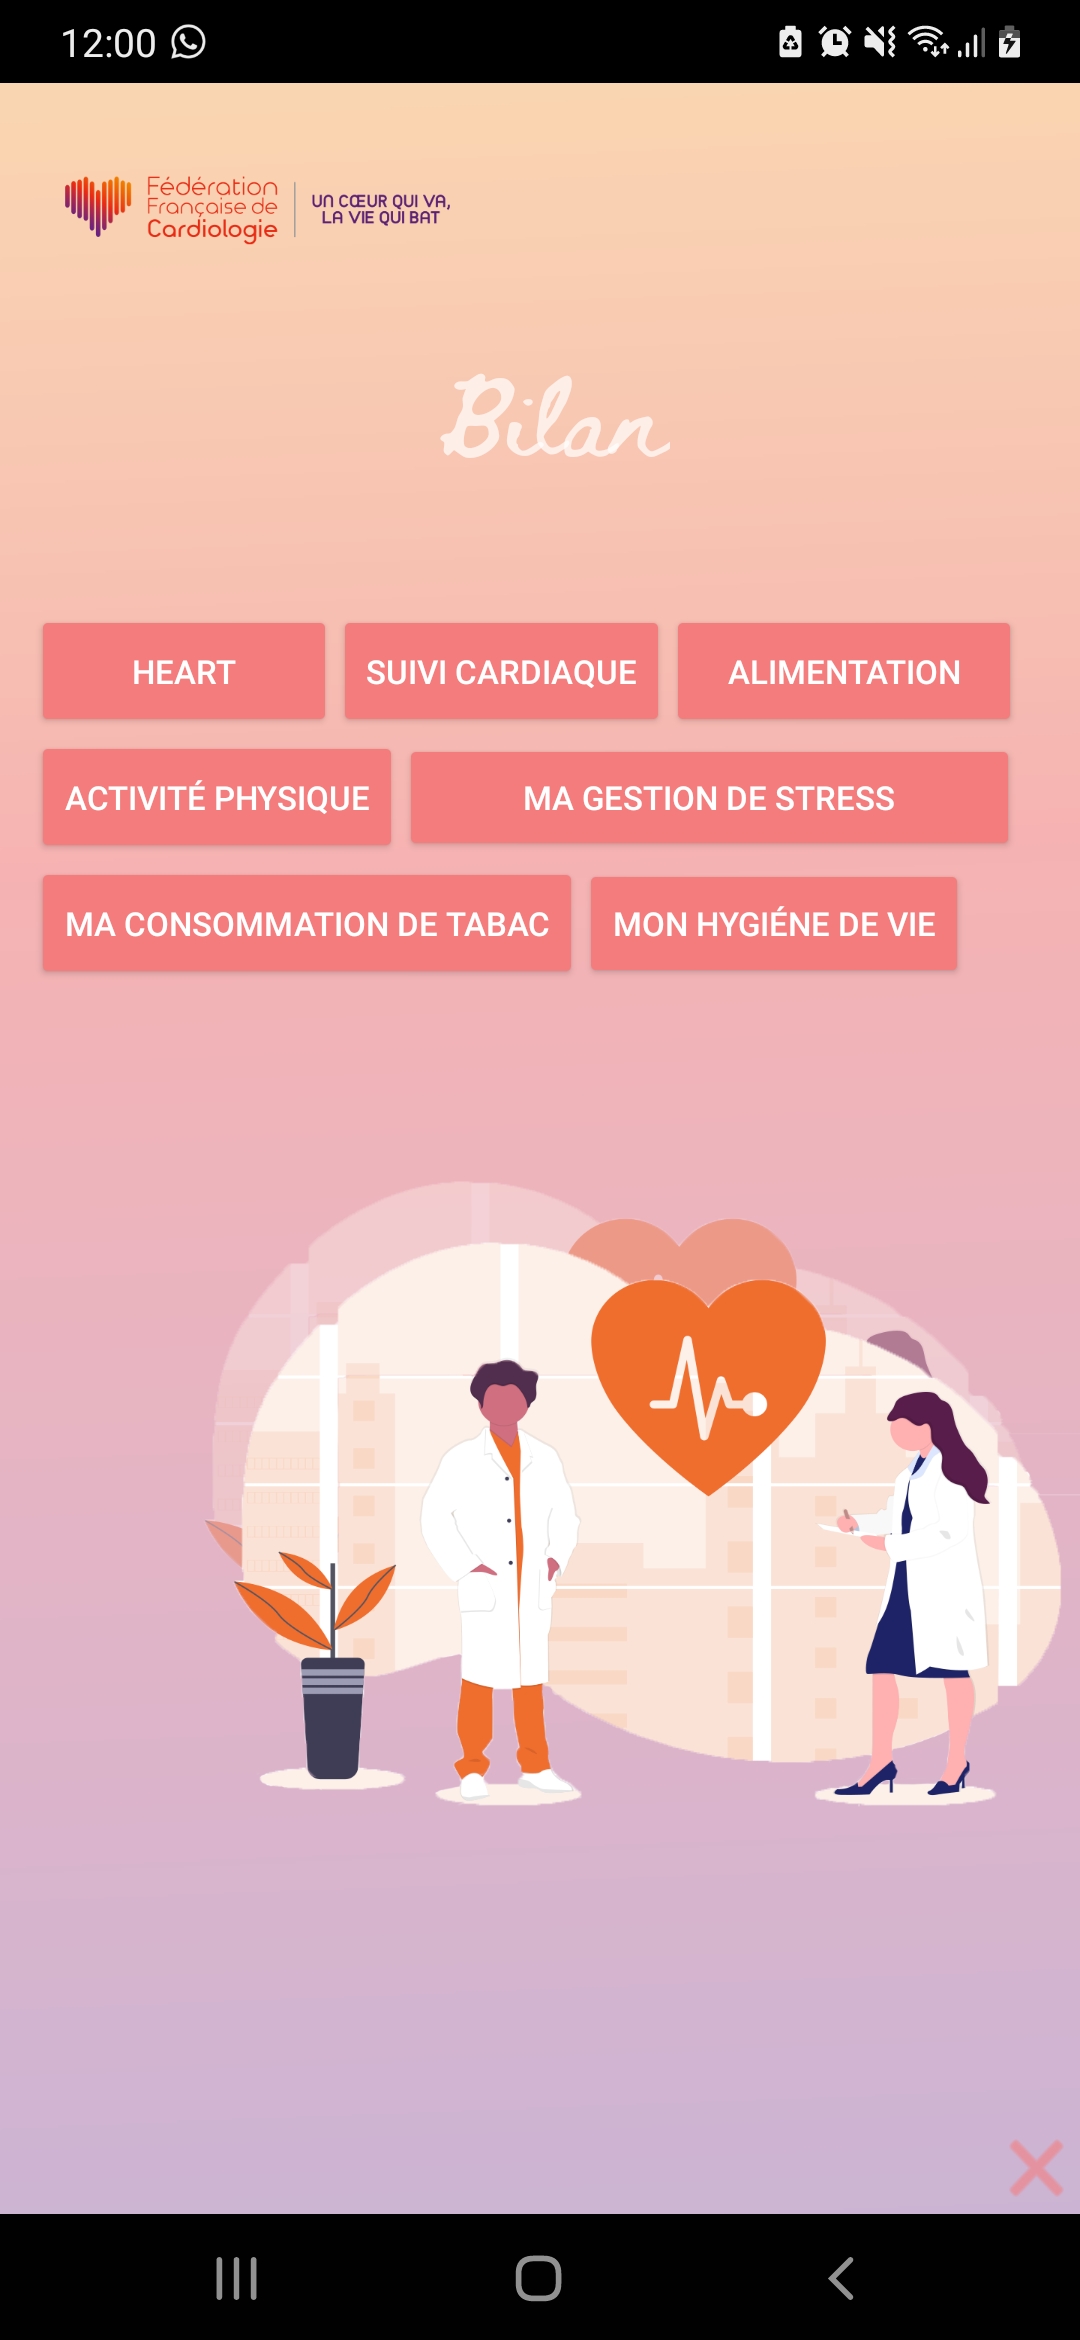 12:00
Fédération
Française de
Cardiologie
UN CŒUR QUI VA,
LA VIE QUI BAT
Bilan
HEART
SUIVI CARDIAQUE
ALIMENTATION
ACTIVITÉ PHYSIQUE
MA GESTION DE STRESS
MA CONSOMMATION DE TABAC
MON HYGIÉNE DE VIE